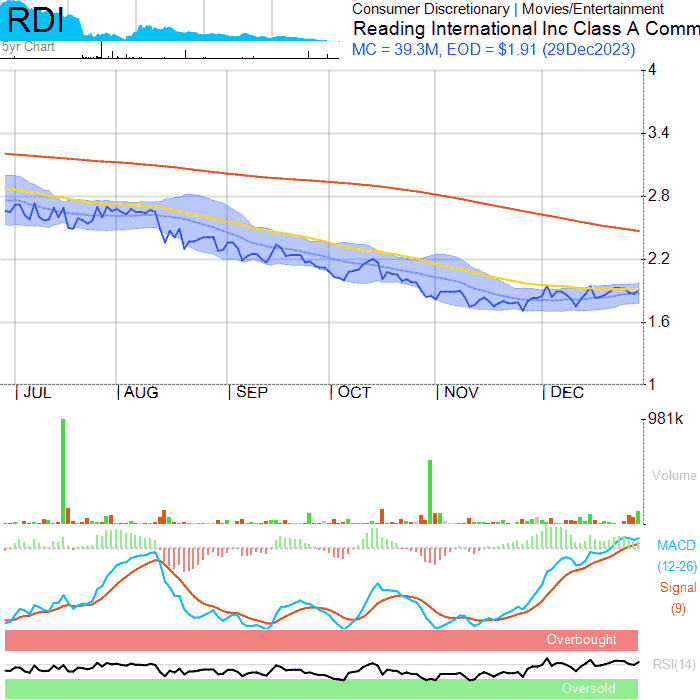 RDI
5yr Chart
Consumer Discretionary | Movies/Entertainment
Reading International Inc Class A Comm
MC = 39.3M, EOD = $1.91 (29Dec2023)
4
3.4
2.8
2.2
1.6
1
JUL AUG SEP OCT NOV DEC
981k
Volume
MACD
(12-26)
Signal
(9)
Overbought
RSI(14)
Oversold